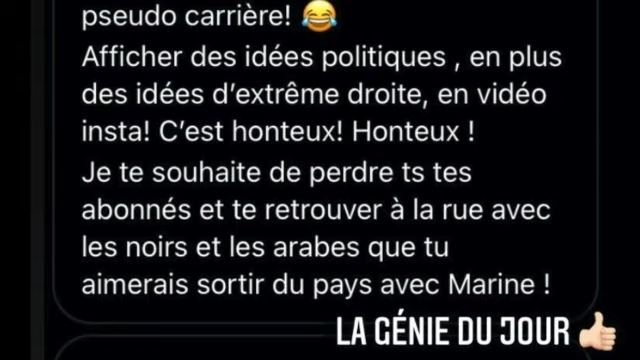 pseudo carrière! 😂
Afficher des idées politiques , en plus
des idées d’extrême droite, en vidéo
insta! C’est honteux! Honteux !
Je te souhaite de perdre ts tes
abonnés et te retrouver à la rue avec
les noirs et les arabes que tu
aimerais sortir du pays avec Marine !
LA GÉNIE DU JOUR 👍🏻